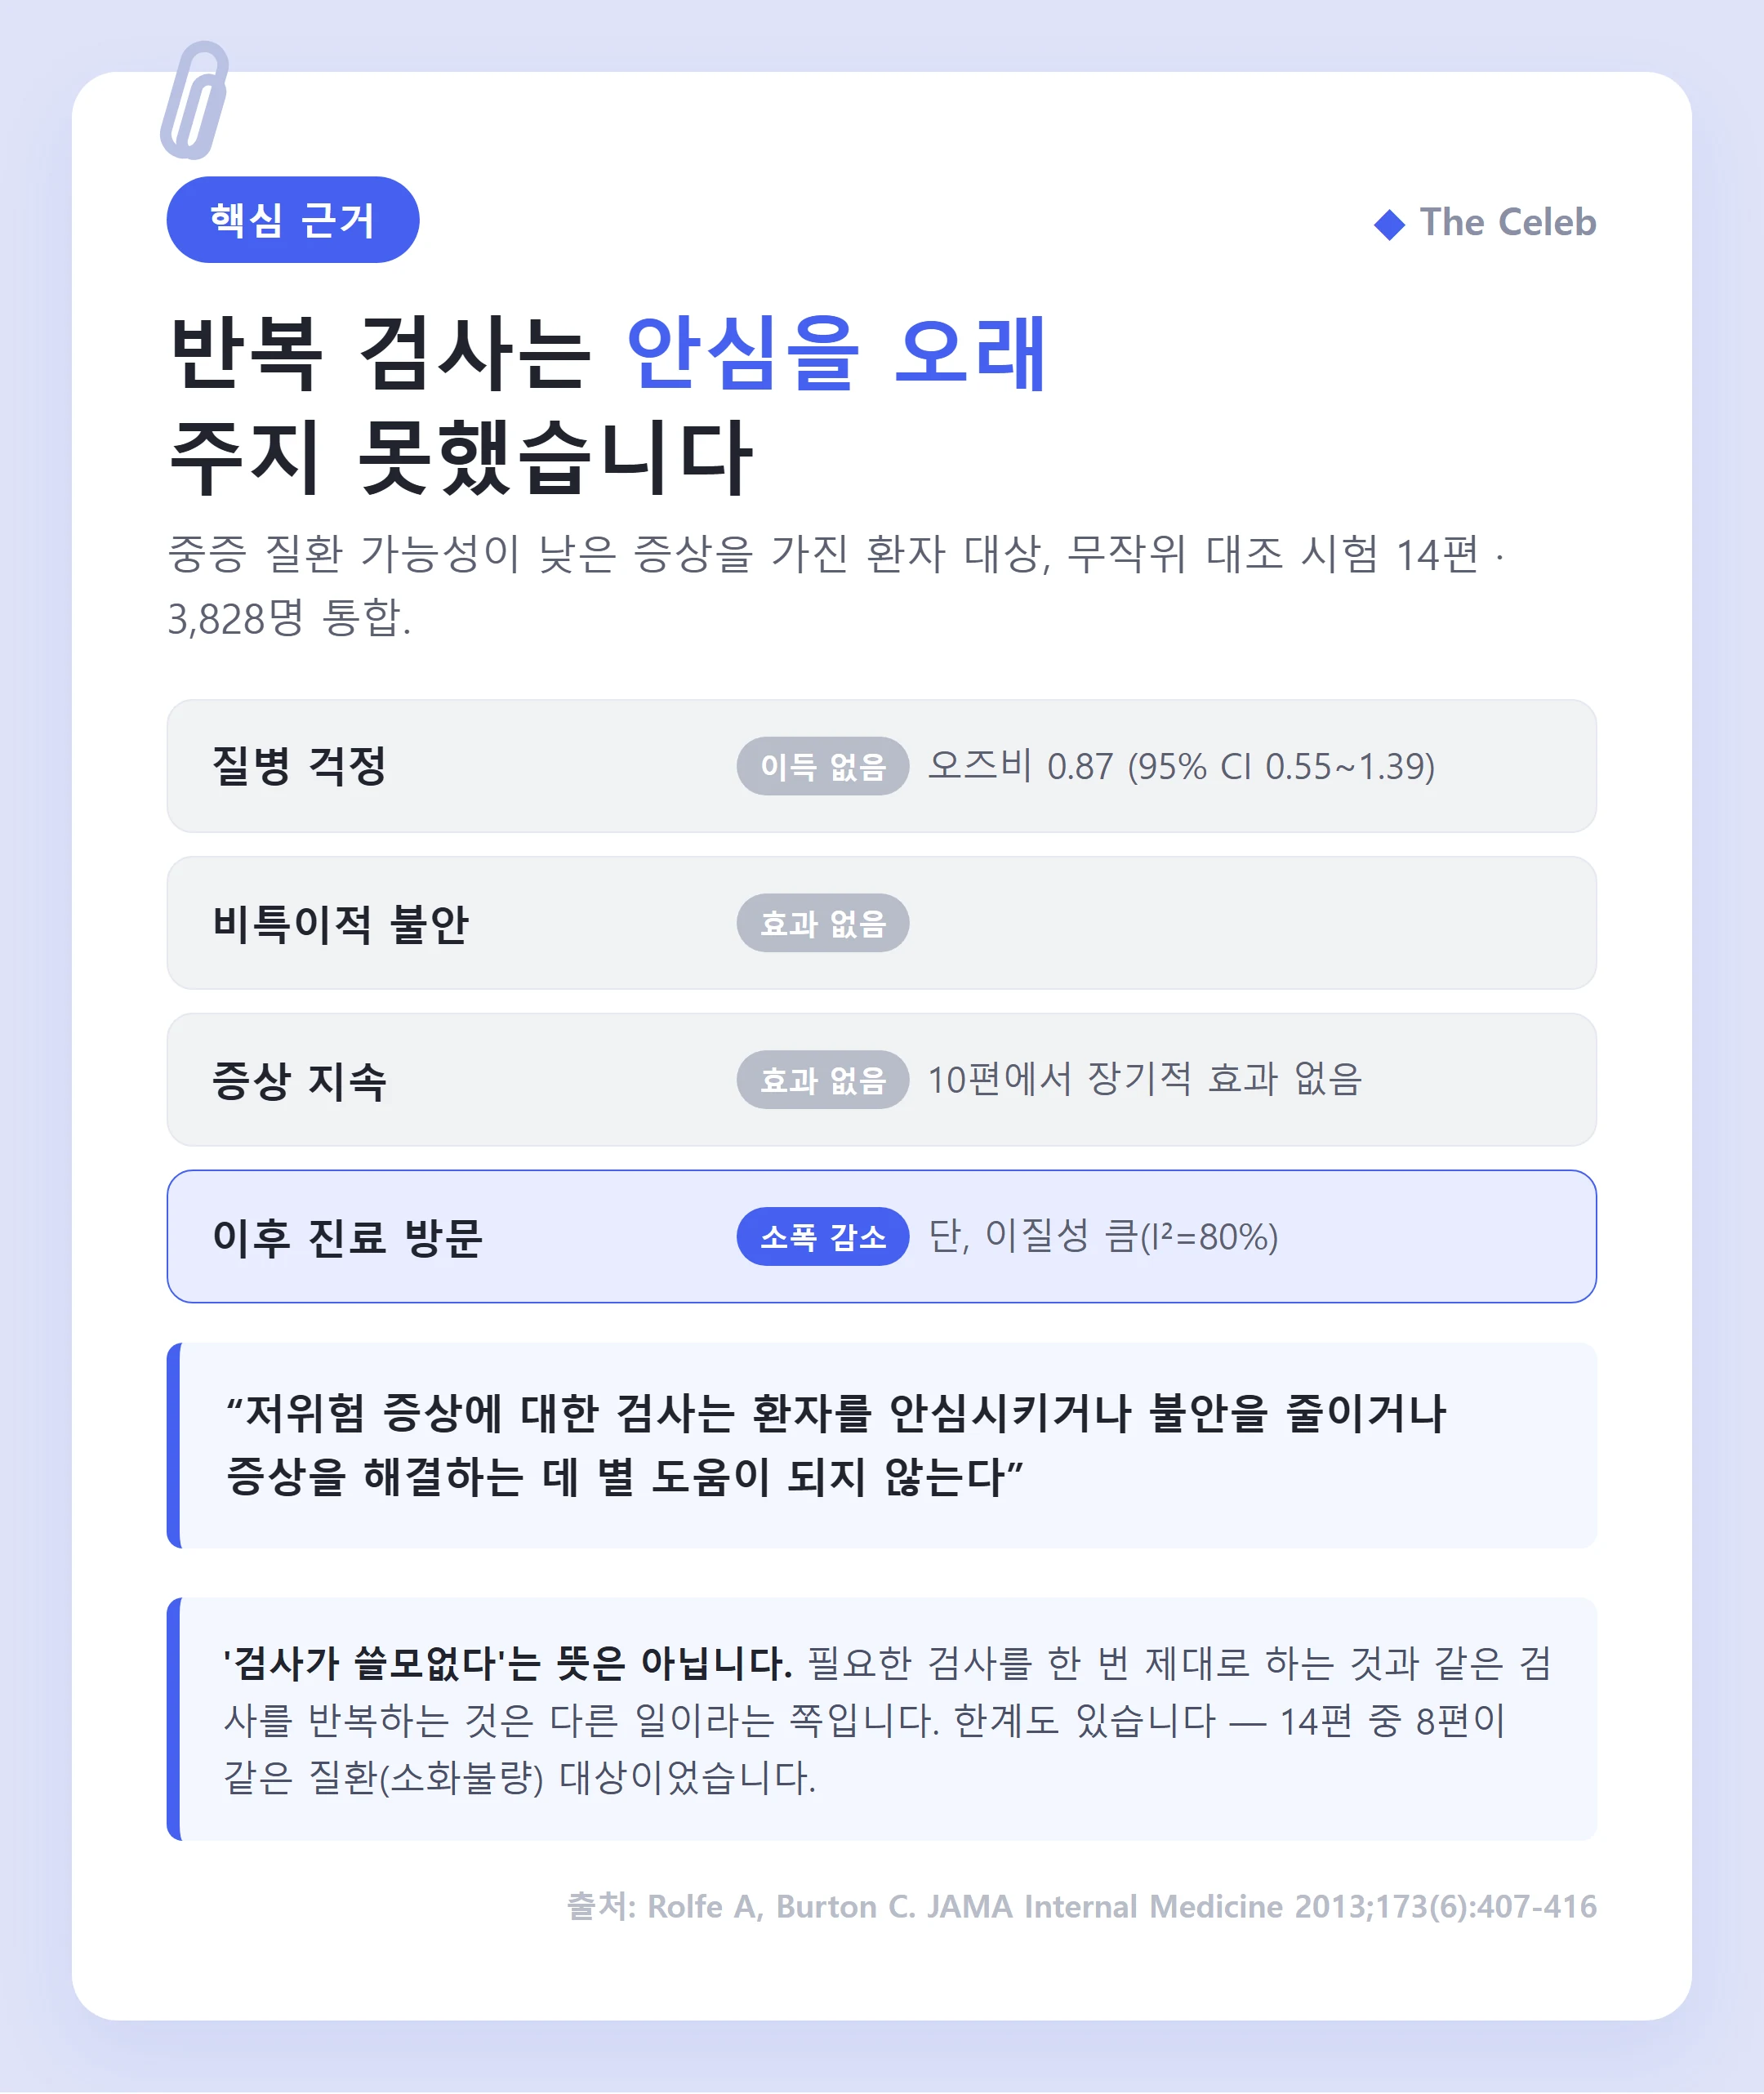 핵심 근거
◆ The Celeb
반복 검사는 안심을 오래
주지 못했습니다
중증 질환 가능성이 낮은 증상을 가진 환자 대상, 무작위 대조 시험 14편 ·
3,828명 통합.
질병 걱정 이득 없음 오즈비 0.87 (95% CI 0.55~1.39)
비특이적 불안 효과 없음
증상 지속 효과 없음 10편에서 장기적 효과 없음
이후 진료 방문 소폭 감소 단, 이질성 큼(I²=80%)
“저위험 증상에 대한 검사는 환자를 안심시키거나 불안을 줄이거나
증상을 해결하는 데 별 도움이 되지 않는다”
'검사가 쓸모없다'는 뜻은 아닙니다. 필요한 검사를 한 번 제대로 하는 것과 같은 검
사를 반복하는 것은 다른 일이라는 쪽입니다. 한계도 있습니다 — 14편 중 8편이
같은 질환(소화불량) 대상이었습니다.
출처: Rolfe A, Burton C. JAMA Internal Medicine 2013;173(6):407-416